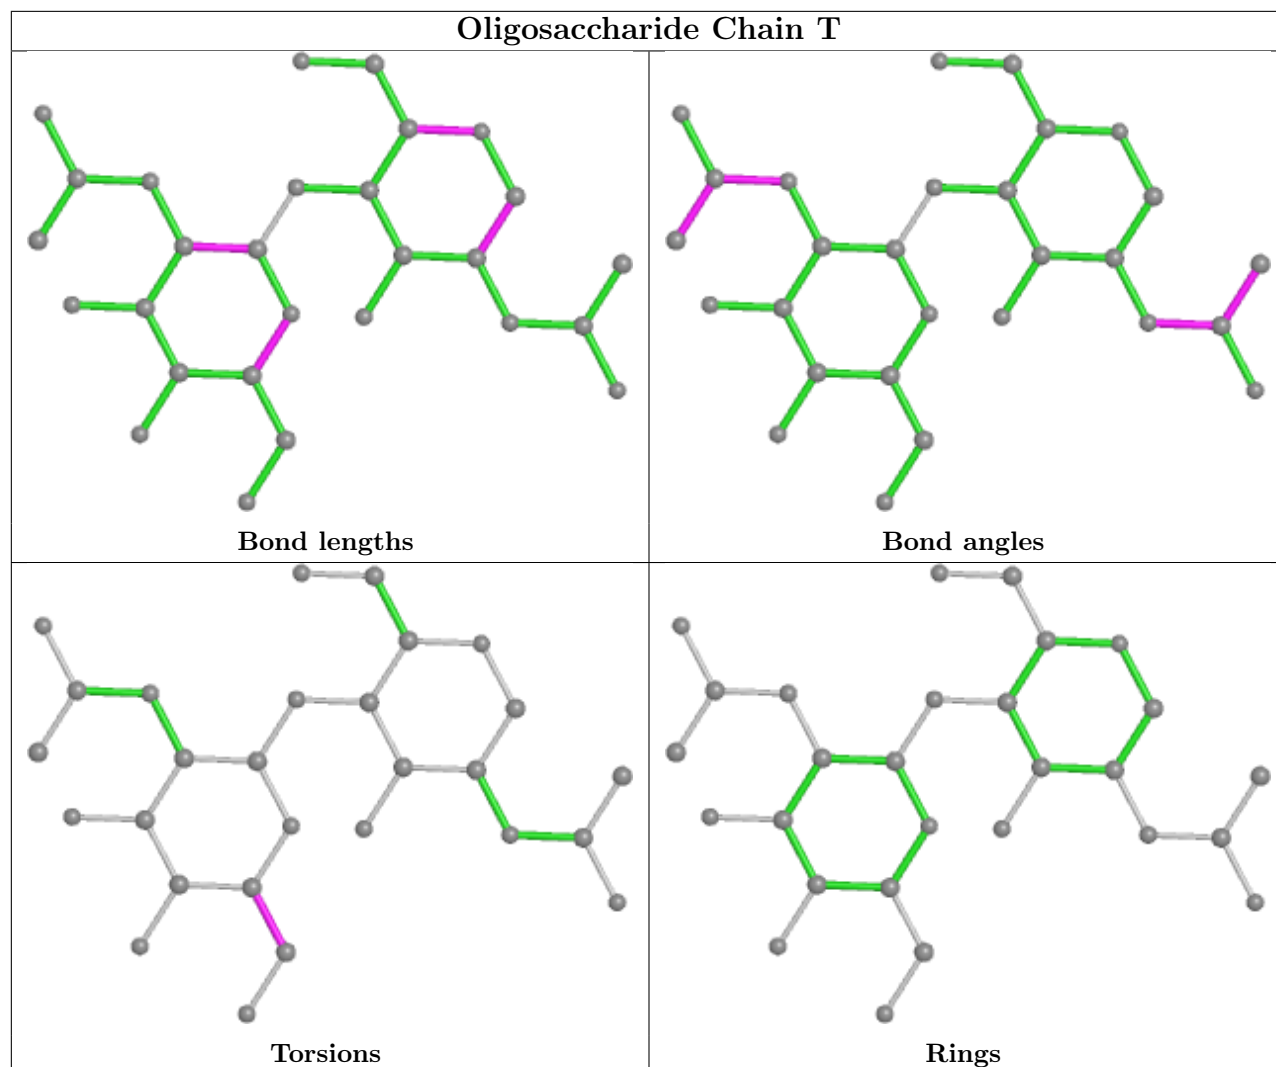 Oligosaccharide Chain T
Bond lengths
Bond angles
Torsions
Rings